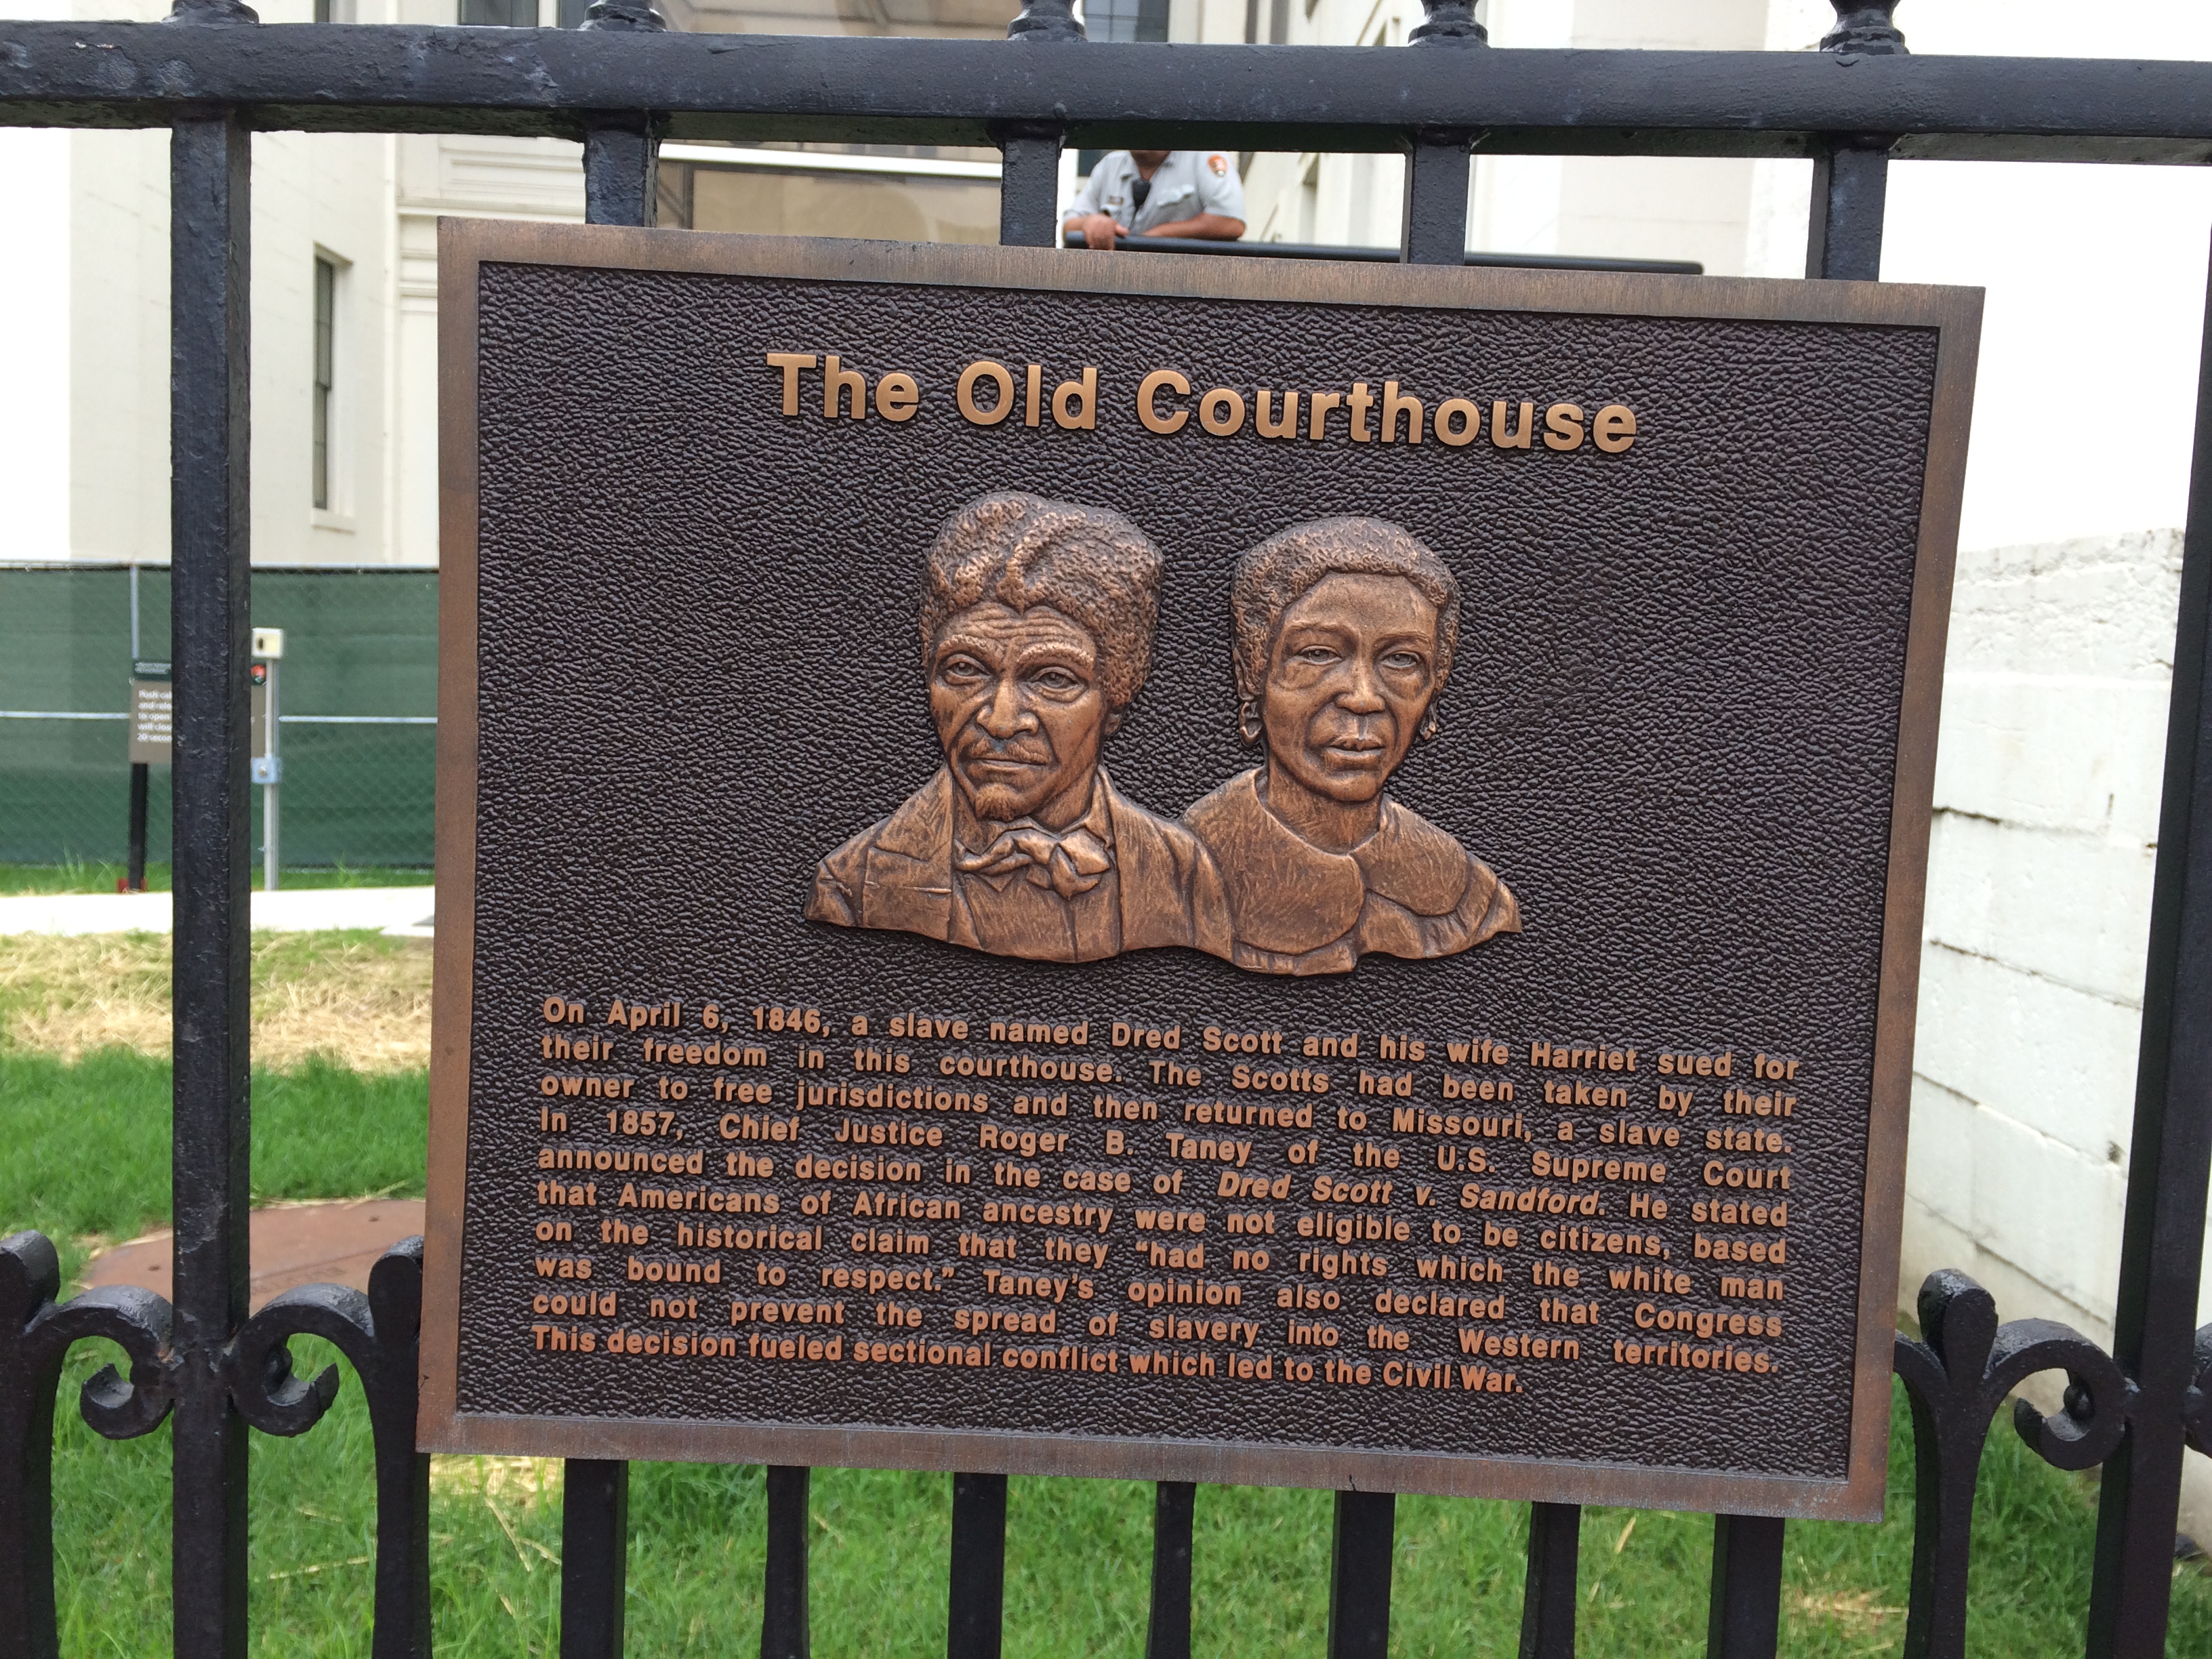 The Old Courthouse
On April 6, 1846, a slave named Dred Scott and his wife Harriet sued for
their freedom in this courthouse. The Scotts had been taken by their
owner to free jurisdictions and then returned to Missouri, a slave state.
In 1857, Chief Justice Roger B. Taney of the U.S. Supreme Court
announced the decision in the case of Dred Scott v. Sandford. He stated
that Americans of African ancestry were not eligible to be citizens, based
on the historical claim that they “had no rights which the white man
was bound to respect.” Taney’s opinion also declared that Congress
could not prevent the spread of slavery into the Western territories.
This decision fueled sectional conflict which led to the Civil War.
Push
to open